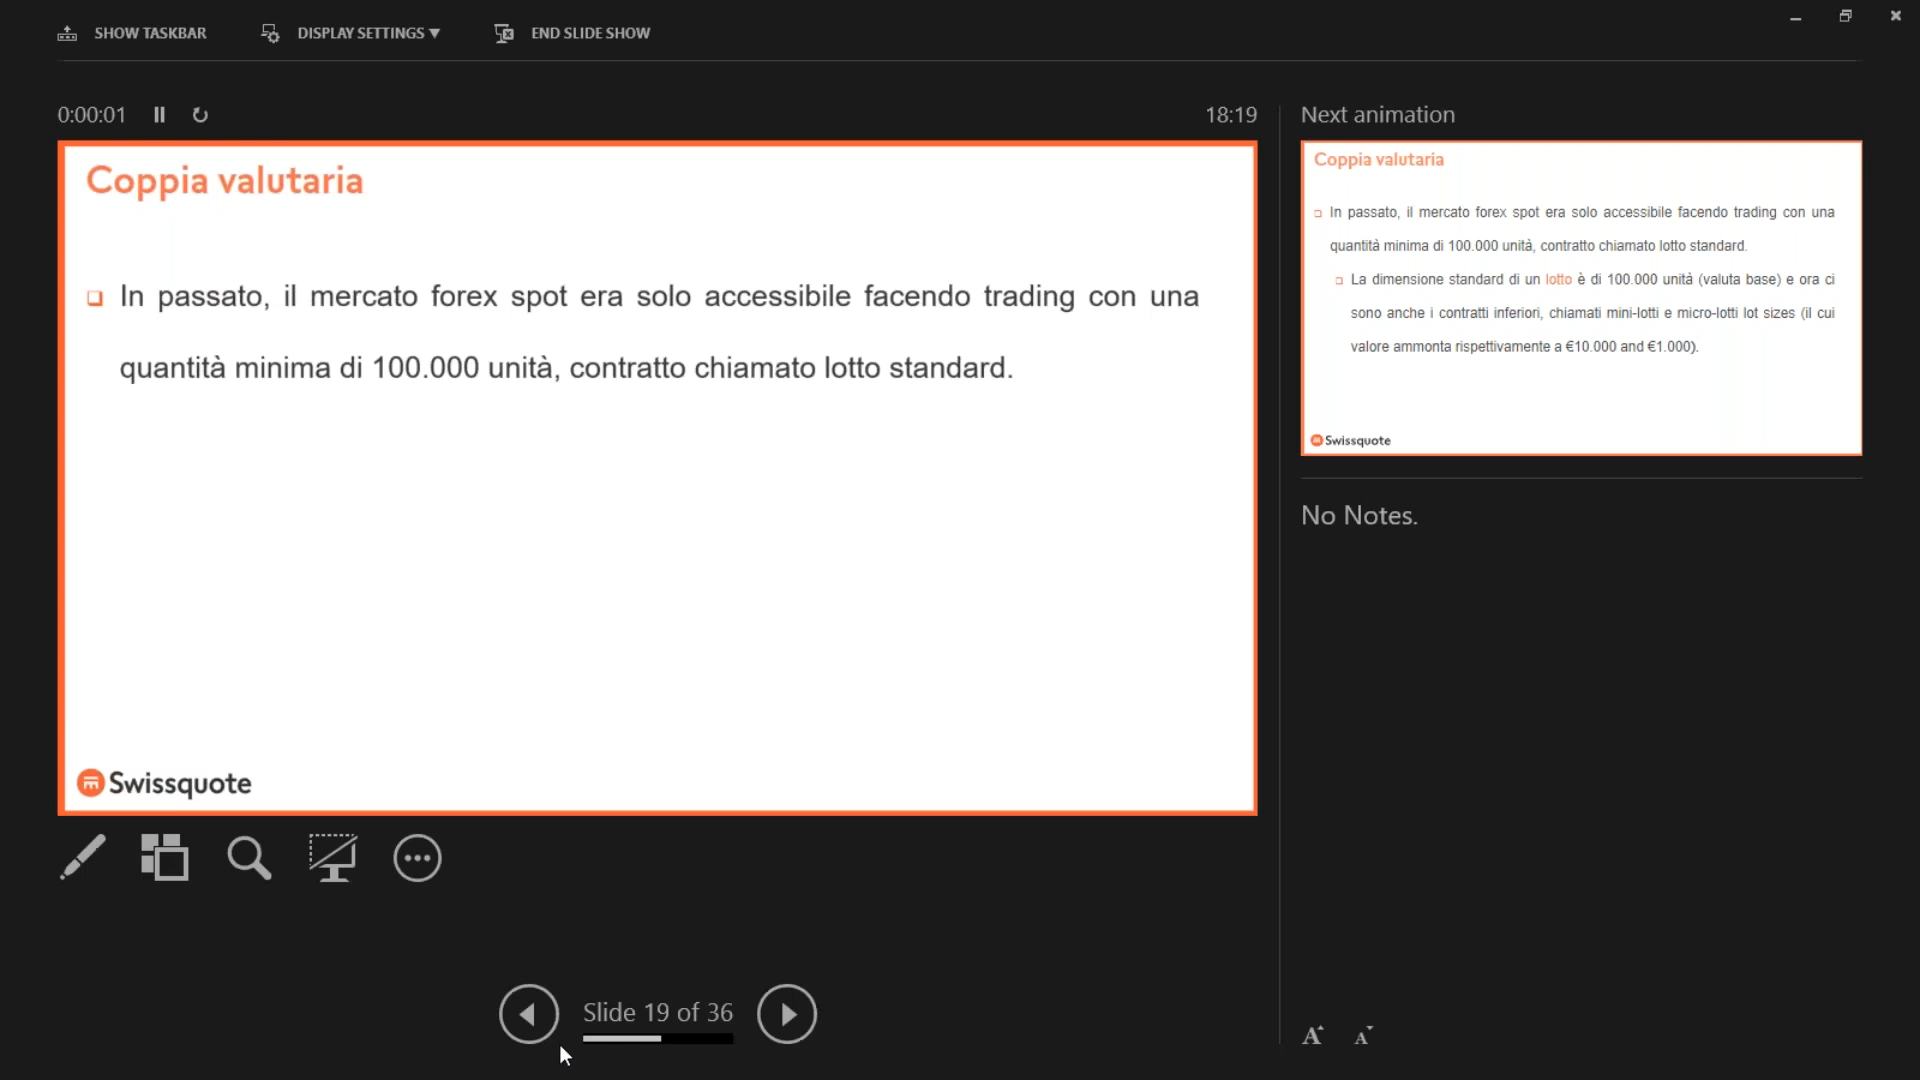 SHOW TASKBAR
DISPLAY SETTINGS ▼
END SLIDE SHOW
0:00:01
18:19
Next animation
Coppia valutaria
In passato, il mercato forex spot era solo accessibile facendo trading con una
quantità minima di 100.000 unità, contratto chiamato lotto standard.
Swissquote
Coppia valutaria
In passato, il mercato forex spot era solo accessibile facendo trading con una
quantità minima di 100.000 unità, contratto chiamato lotto standard.
La dimensione standard di un lotto è di 100.000 unità (valuta base) e ora ci
sono anche i contratti inferiori, chiamati mini-lotti e micro-lotti lot sizes (il cui
valore ammonta rispettivamente a €10.000 and €1.000).
Swissquote
No Notes.
Slide 19 of 36
A A